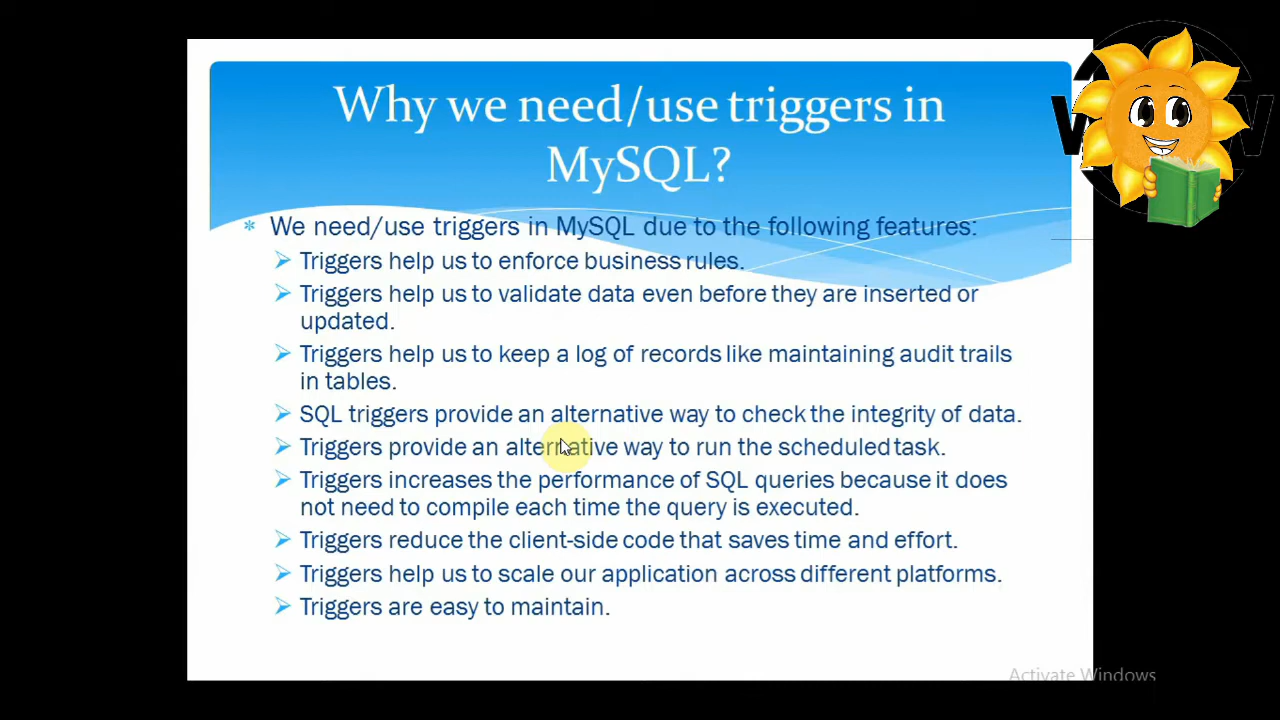 Why we need/use triggers in
MySQL?
We need/use triggers in MySQL due to the following features:
Triggers help us to enforce business rules.
Triggers help us to validate data even before they are inserted or
updated.
Triggers help us to keep a log of records like maintaining audit trails
in tables.
SQL triggers provide an alternative way to check the integrity of data.
Triggers provide an alternative way to run the scheduled task.
Triggers increases the performance of SQL queries because it does
not need to compile each time the query is executed.
Triggers reduce the client-side code that saves time and effort.
Triggers help us to scale our application across different platforms.
Triggers are easy to maintain.
Activate Windows